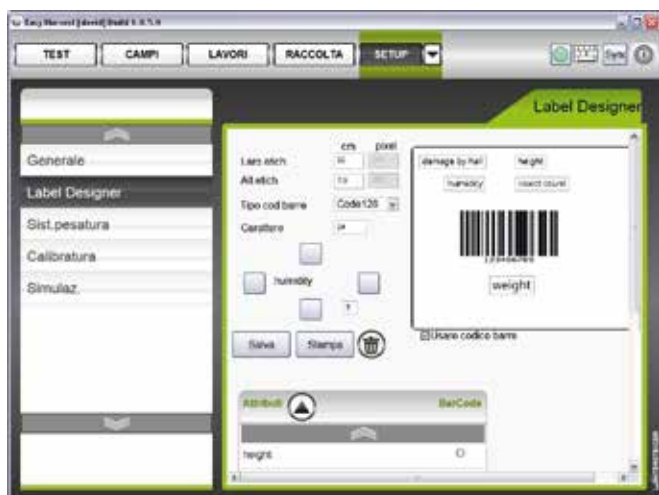 TEST CAMPI LAVORI RACCOLTA SETUP
Label Designer
Generale
Label Designer
Sist.pesatura
Calibratura
Simulaz.
cm pixel
Larg etich
Alt etich
Tipo cod barre Code128
Carattere
humidity
Salva Stampa
damage by hail height
humidity insect count
weight
Usare codice barre
Attributi BarCode
height